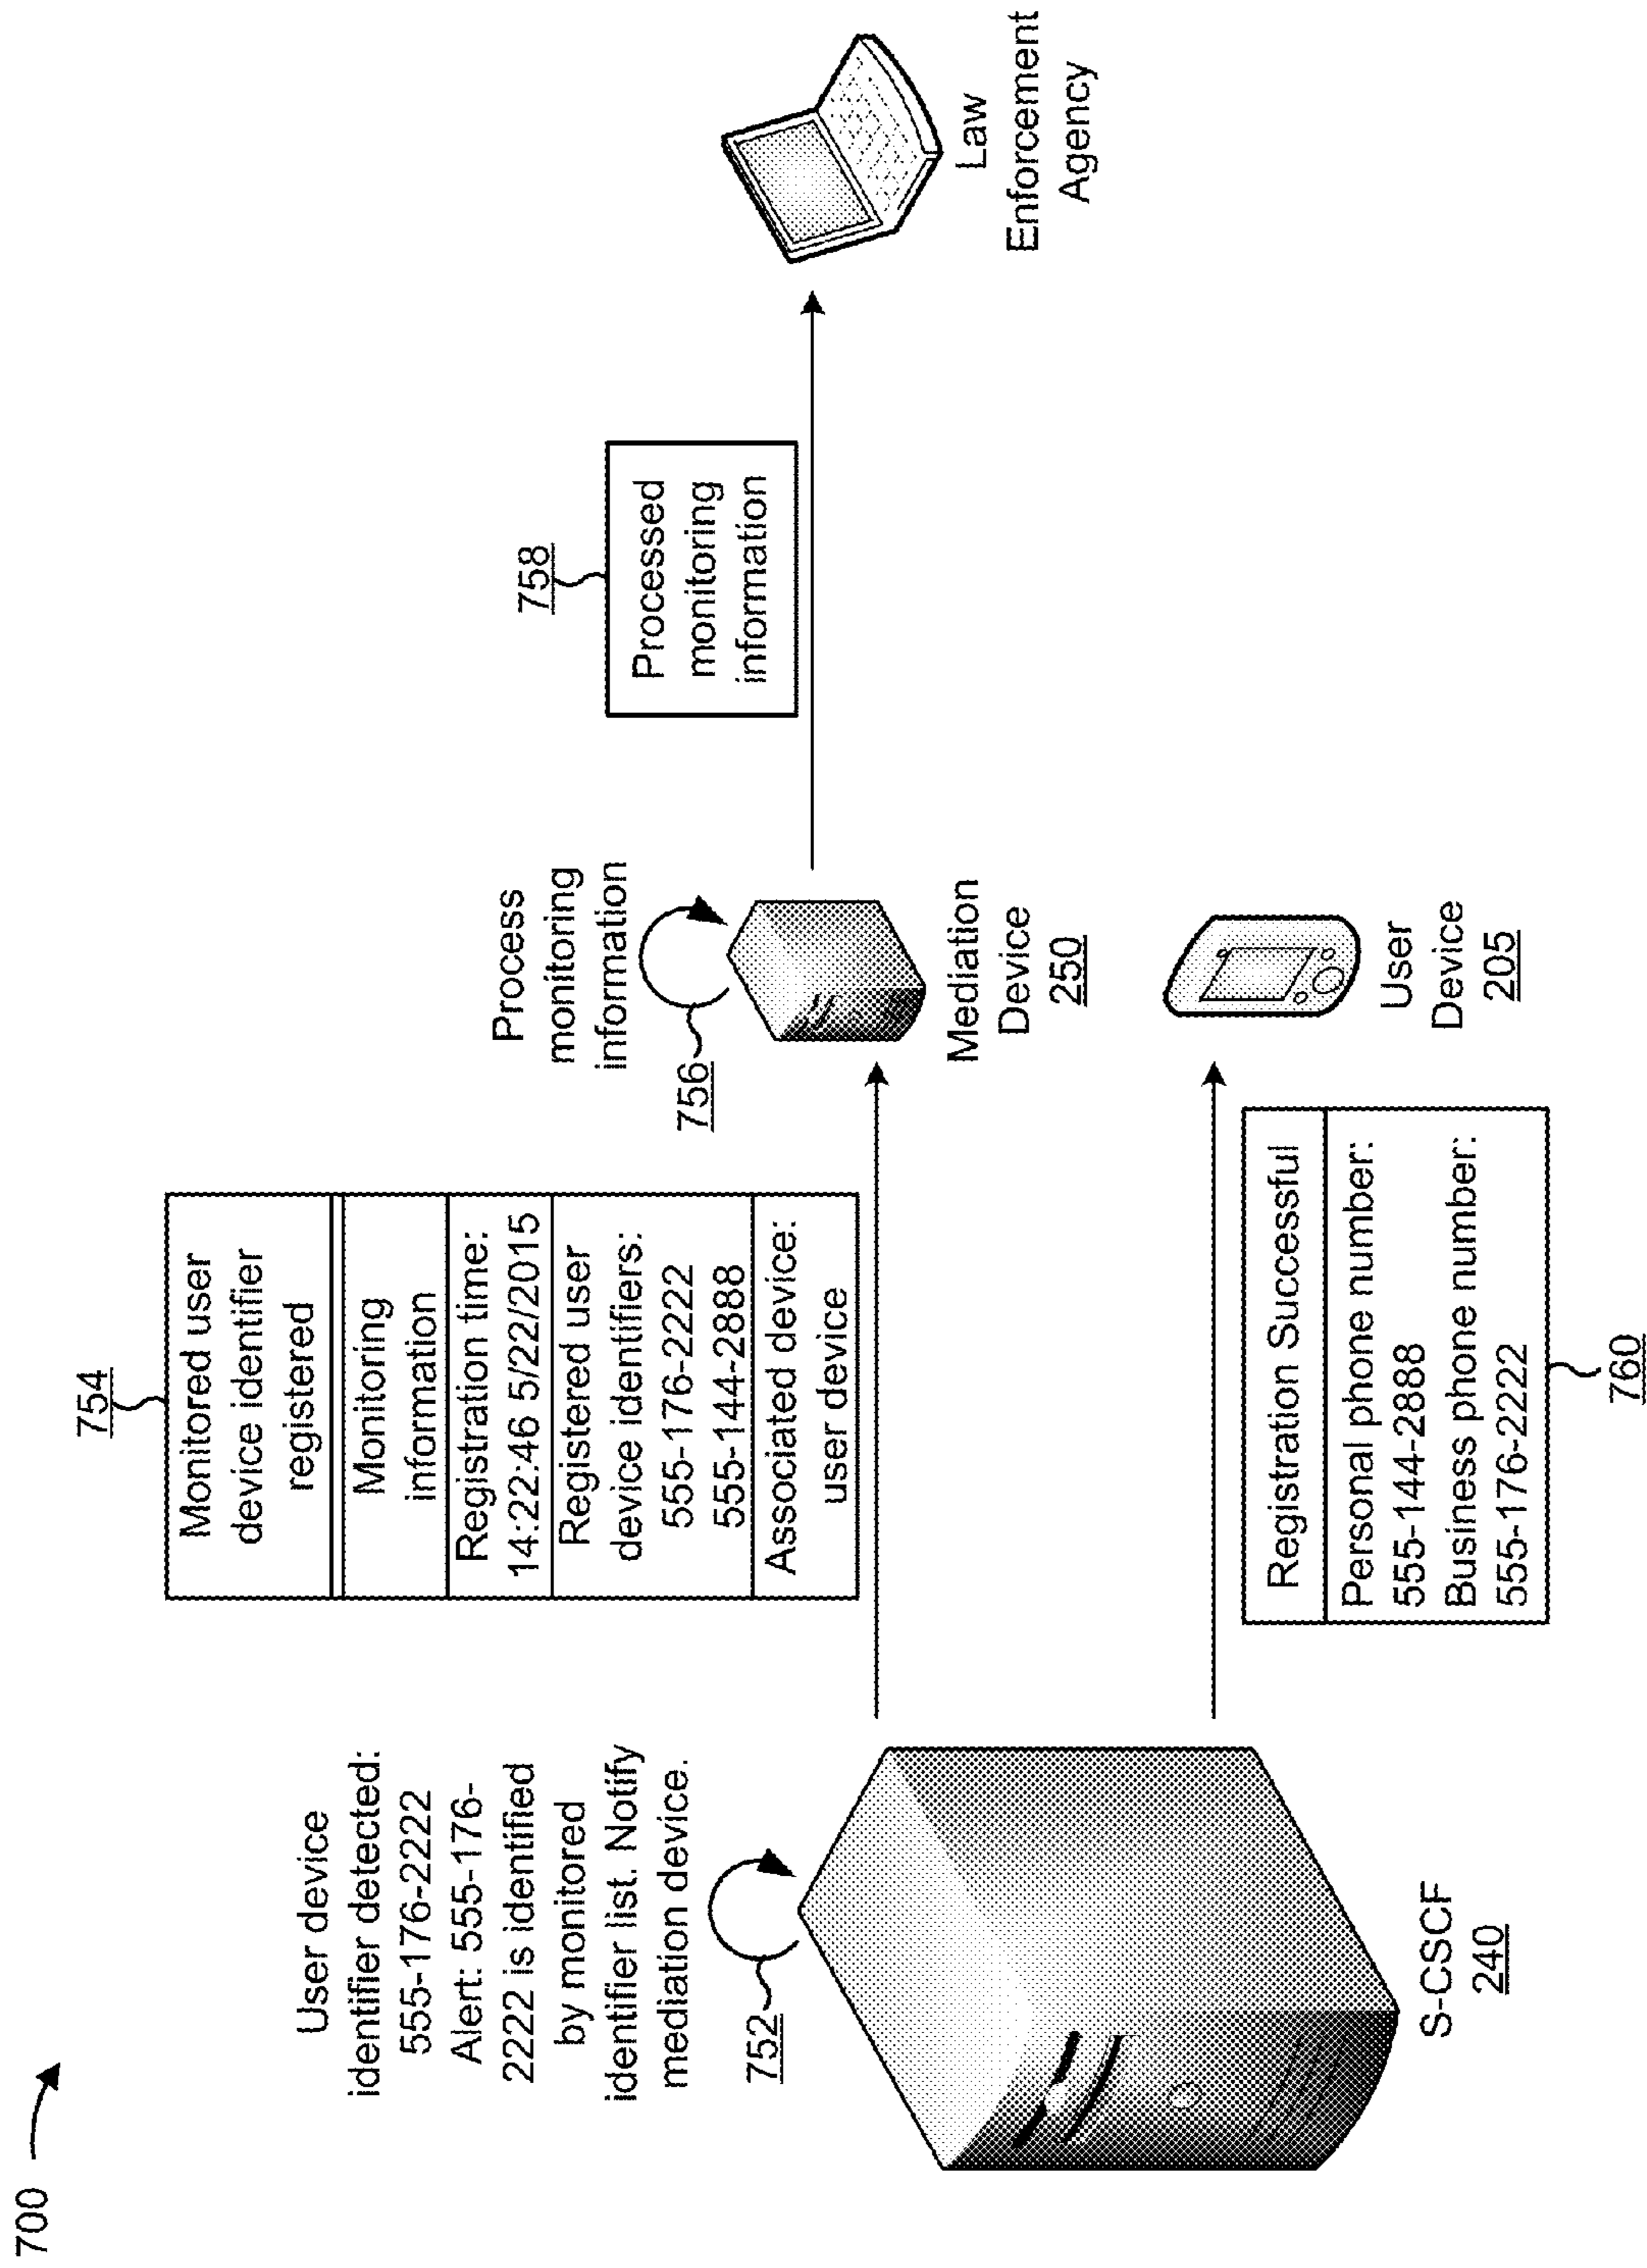 700
User device
identifier detected:
555-176-2222
Alert: 555-176-
2222 is identified
by monitored
identifier list. Notify
mediation device.
752
S-CSCF
240
754
Monitored user
device identifier
registered
Monitoring
information
Registration time:
14:22:46 5/22/2015
Registered user
device identifiers:
555-176-2222
555-144-2888
Associated device:
user device
Registration Successful
Personal phone number:
555-144-2888
Business phone number:
555-176-2222
760
Process
monitoring
information
756
Mediation
Device
250
User
Device
205
758
Processed
monitoring
information
Law
Enforcement
Agency